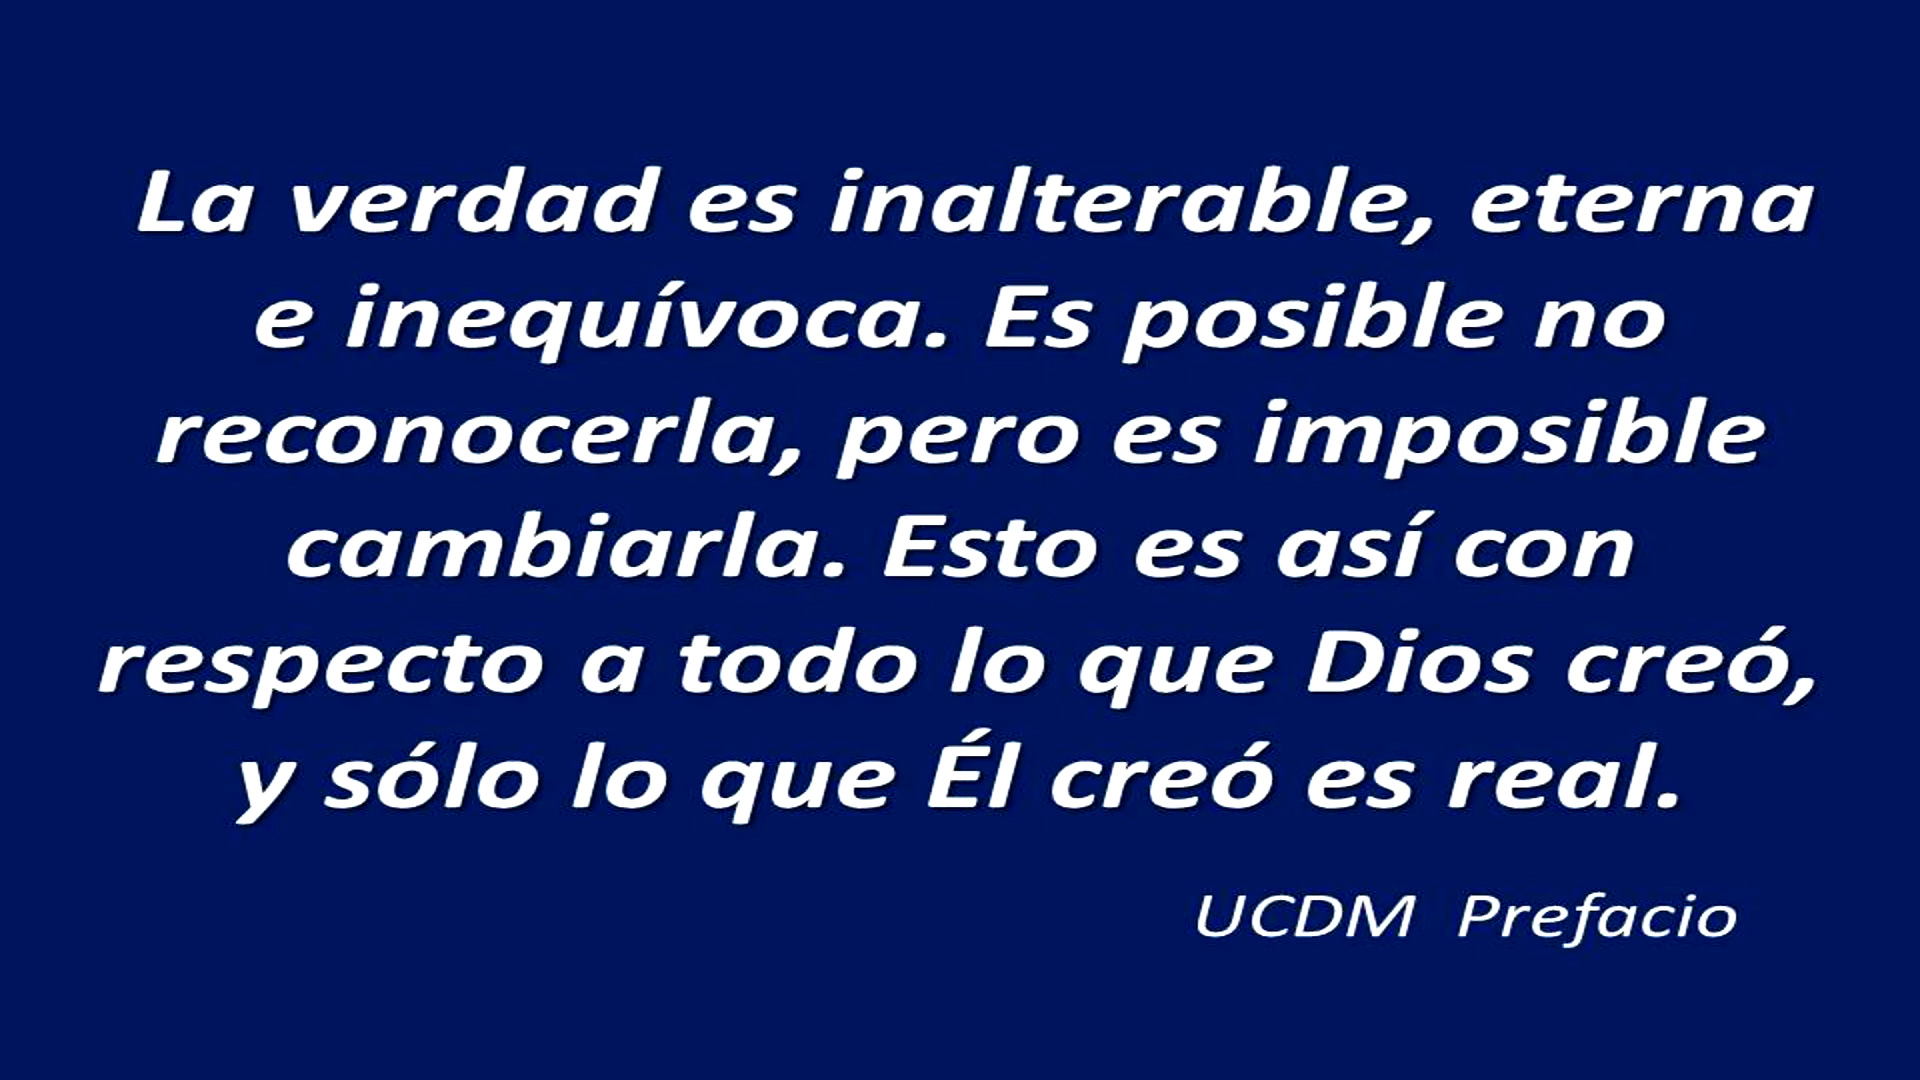 La verdad es inalterable, eterna
e inequívoca. Es posible no
reconocerla, pero es imposible
cambiarla. Esto es así con
respecto a todo lo que Dios creó,
y sólo lo que Él creó es real.
UCDM Prefacio